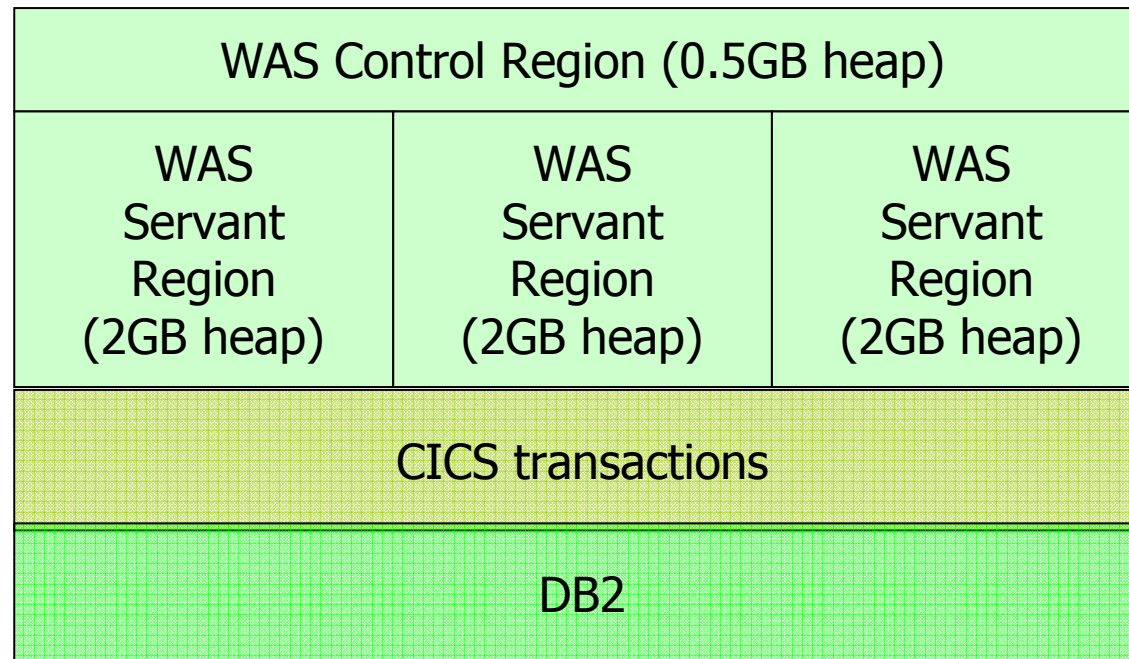 WAS Control Region (0.5GB heap)
WAS
Servant
Region
(2GB heap)
WAS
Servant
Region
(2GB heap)
WAS
Servant
Region
(2GB heap)
CICS transactions
DB2